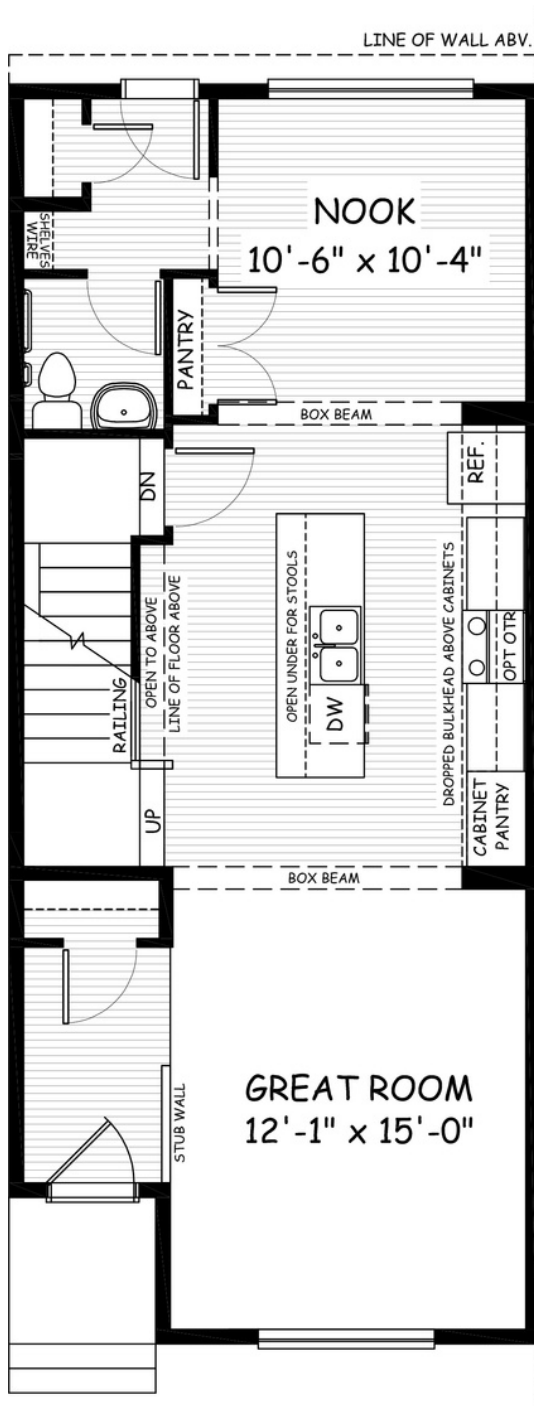 LINE OF WALL ABV.
NOOK
10'-6" x 10'-4"
SHELVES
WIRE
PANTRY
BOX BEAM
REF.
DN
OPEN TO ABOVE
LINE OF FLOOR ABOVE
OPEN UNDER FOR STOOLS
DROPPED BULKHEAD ABOVE CABINETS
OPT OTR
DW
RAILING
UP
CABINET
PANTRY
BOX BEAM
GREAT ROOM
12'-1" x 15'-0"
STUB WALL